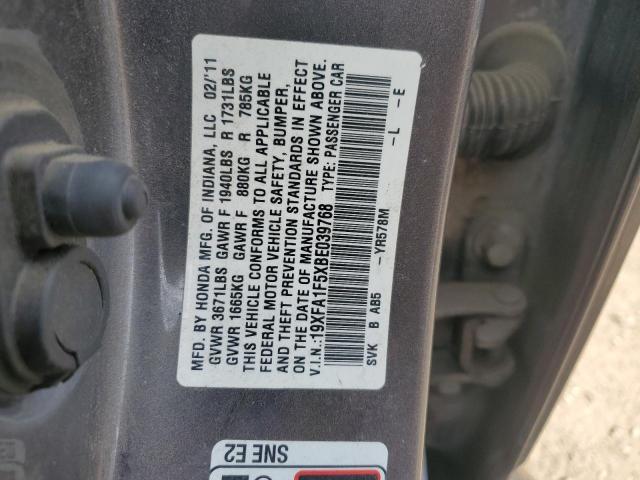 MFD. BY HONDA MFG. OF INDIANA, LLC 02/'11
GVWR 3671LBS GAWR F 1940LBS R 1731LBS
GVWR 1665KG GAWR F 880KG R 785KG
THIS VEHICLE CONFORMS TO ALL APPLICABLE
FEDERAL MOTOR VEHICLE SAFETY, BUMPER,
AND THEFT PREVENTION STANDARDS IN EFFECT
ON THE DATE OF MANUFACTURE SHOWN ABOVE.
V.I.N.: 19XFA1F5XBE039768 TYPE: PASSENGER CAR
-YR578M -L -E
SVK B AB5
SNE E2